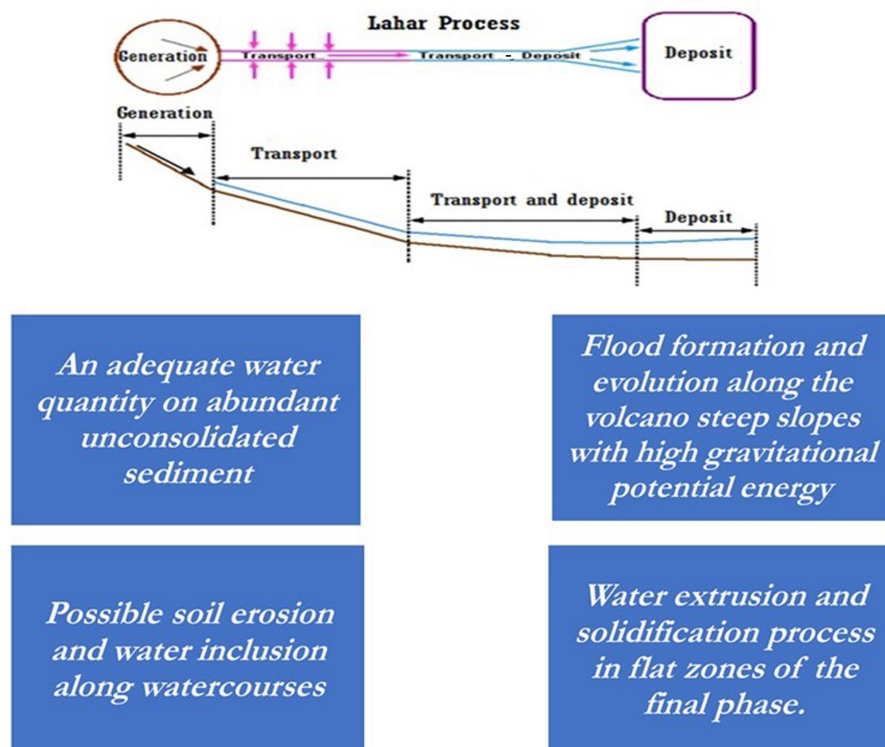 Lahar Process
Generation
Transport
Transport - Deposit
Deposit
Generation
Transport
Transport and deposit
Deposit
An adequate water
quantity on abundant
unconsolidated
sediment
Flood formation and
evolution along the
volcano steep slopes
with high gravitational
potential energy
Possible soil erosion
and water inclusion
along watercourses
Water extrusion and
solidification process
in flat zones of the
final phase.